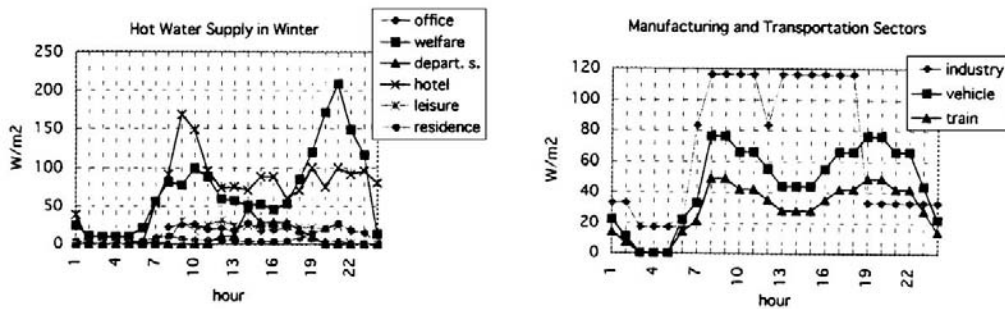 Hot Water Supply in Winter
office
welfare
depart. s.
hotel
leisure
residence
W/m2
250
200
150
100
50
0
1
4
7
10
13
16
19
22
hour
Manufacturing and Transportation Sectors
industry
vehicle
train
W/m2
120
100
80
60
40
20
0
1
4
7
10
13
16
19
22
hour